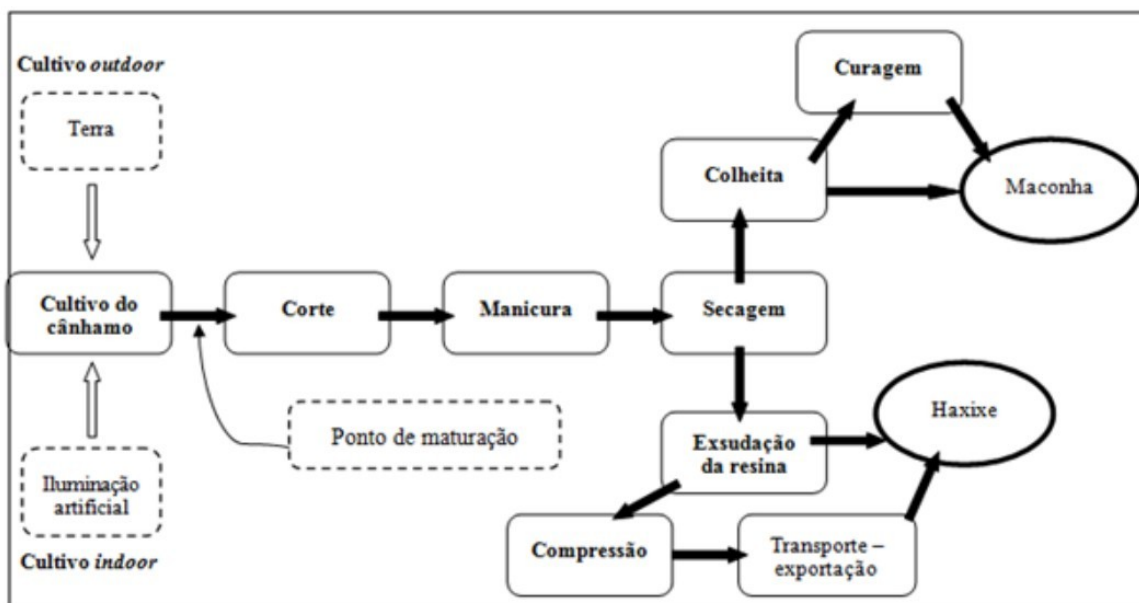 Cultivo outdoor
Terra
Cultivo do
cânhamo
Iluminação
artificial
Cultivo indoor
Corte
Ponto de maturação
Manicura
Secagem
Colheita
Curagem
Maconha
Exsudação
da resina
Haxixe
Compressão
Transporte –
exportação